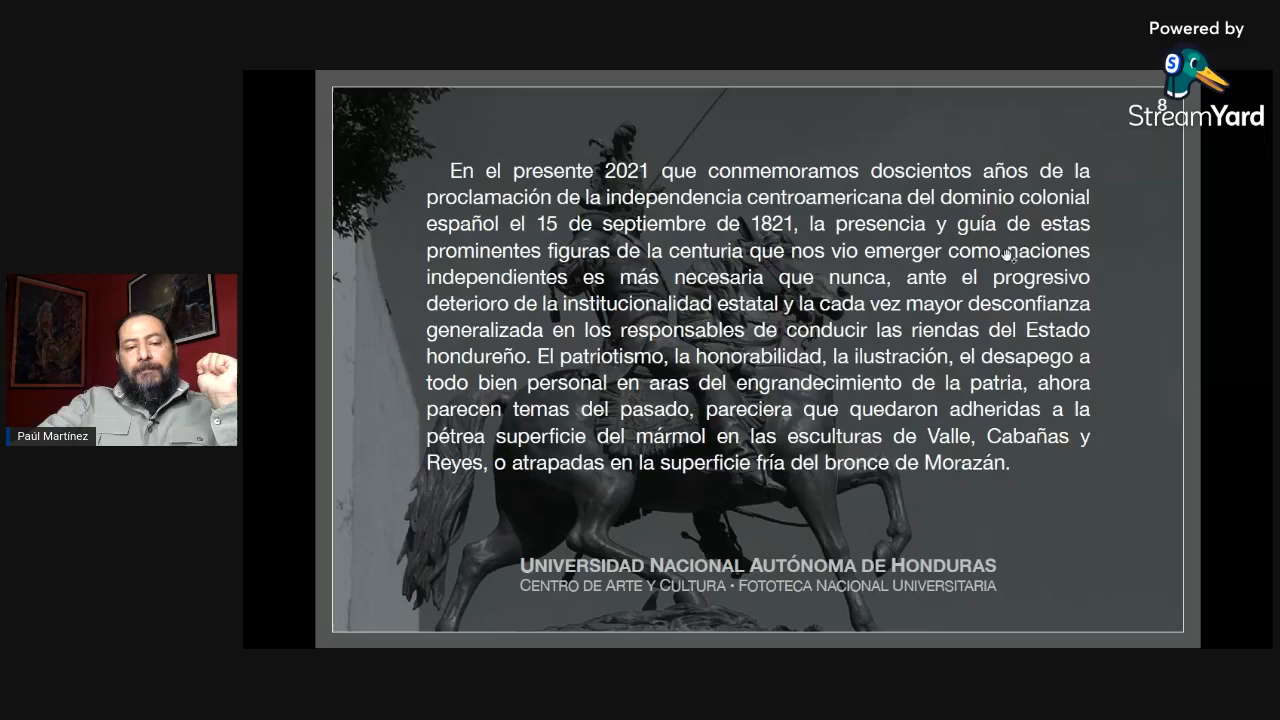 Powered by
StreamYard
8
En el presente 2021 que conmemoramos doscientos años de la
proclamación de la independencia centroamericana del dominio colonial
español el 15 de septiembre de 1821, la presencia y guía de estas
prominentes figuras de la centuria que nos vio emerger como naciones
independientes es más necesaria que nunca, ante el progresivo
deterioro de la institucionalidad estatal y la cada vez mayor desconfianza
generalizada en los responsables de conducir las riendas del Estado
hondureño. El patriotismo, la honorabilidad, la ilustración, el desapego a
todo bien personal en aras del engrandecimiento de la patria, ahora
parecen temas del pasado, pareciera que quedaron adheridas a la
pétrea superficie del mármol en las esculturas de Valle, Cabañas y
Reyes, o atrapadas en la superficie fría del bronce de Morazán.
Paúl Martínez
UNIVERSIDAD NACIONAL AUTÓNOMA DE HONDURAS
CENTRO DE ARTE Y CULTURA • FOTOTECA NACIONAL UNIVERSITARIA